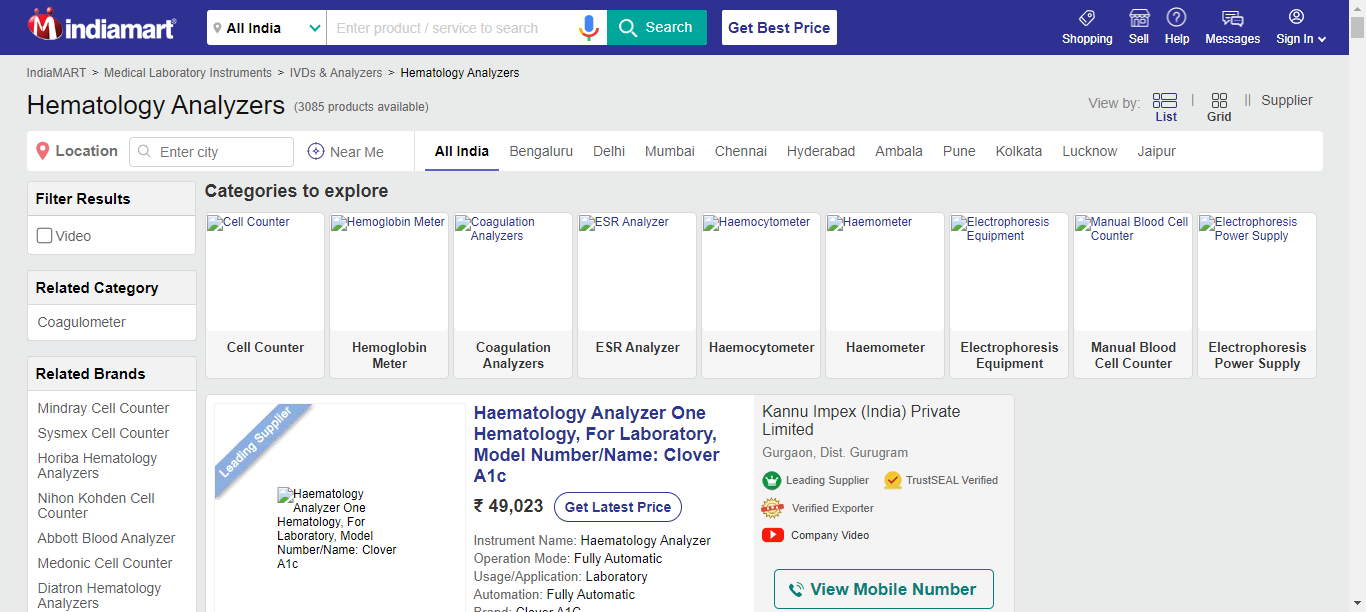 indiamart
All India
Enter product / service to search
Search
Get Best Price
Shopping
Sell
Help
Messages
Sign In
IndiaMART > Medical Laboratory Instruments > IVDs & Analyzers > Hematology Analyzers
Hematology Analyzers (3085 products available)
View by:
List
|
Grid
||
Supplier
Location
Enter city
Near Me
All India
Bengaluru
Delhi
Mumbai
Chennai
Hyderabad
Ambala
Pune
Kolkata
Lucknow
Jaipur
Filter Results
Video
Related Category
Coagulometer
Related Brands
Mindray Cell Counter
Sysmex Cell Counter
Horiba Hematology
Analyzers
Nihon Kohden Cell
Counter
Abbott Blood Analyzer
Medonic Cell Counter
Diatron Hematology
Analyzers
Categories to explore
Cell Counter
Cell Counter
Hemoglobin Meter
Hemoglobin
Meter
Coagulation
Analyzers
Coagulation
Analyzers
ESR Analyzer
ESR Analyzer
Haemocytometer
Haemocytometer
Haemometer
Haemometer
Electrophoresis
Equipment
Electrophoresis
Equipment
Manual Blood Cell
Counter
Manual Blood
Cell Counter
Electrophoresis
Power Supply
Electrophoresis
Power Supply
Leading Supplier
Haematology
Analyzer One
Hematology, For
Laboratory, Model
Number/Name: Clover
A1c
Haematology Analyzer One
Hematology, For Laboratory,
Model Number/Name: Clover
A1c
₹ 49,023
Get Latest Price
Instrument Name: Haematology Analyzer
Operation Mode: Fully Automatic
Usage/Application: Laboratory
Automation: Fully Automatic
Brand: Clover A1C
Kannu Impex (India) Private
Limited
Gurgaon, Dist. Gurugram
Leading Supplier
TrustSEAL Verified
Verified Exporter
Company Video
View Mobile Number